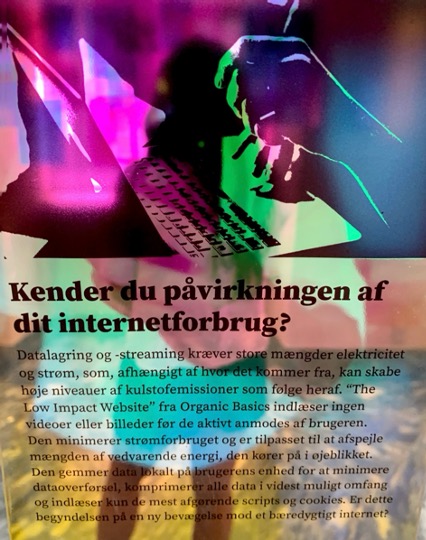 Kender du påvirkningen af
dit internetforbrug?
Datalagring og -streaming kræver store mængder elektricitet
og strøm, som, afhængigt af hvor det kommer fra, kan skabe
høje niveauer af kulstofemissioner som følge heraf. “The
Low Impact Website” fra Organic Basics indlæser ingen
videoer eller billeder før de aktivt anmodes af brugeren.
Den minimerer strømforbruget og er tilpasset til at afspejle
mængden af vedvarende energi, den kører på i øjeblikket.
Den gemmer data lokalt på brugerens enhed for at minimere
dataoverførsel, komprimerer alle data i videst muligt omfang
og indlæser kun de mest afgørende scripts og cookies. Er dette
begyndelsen på en ny bevægelse mod et bæredygtigt internet?